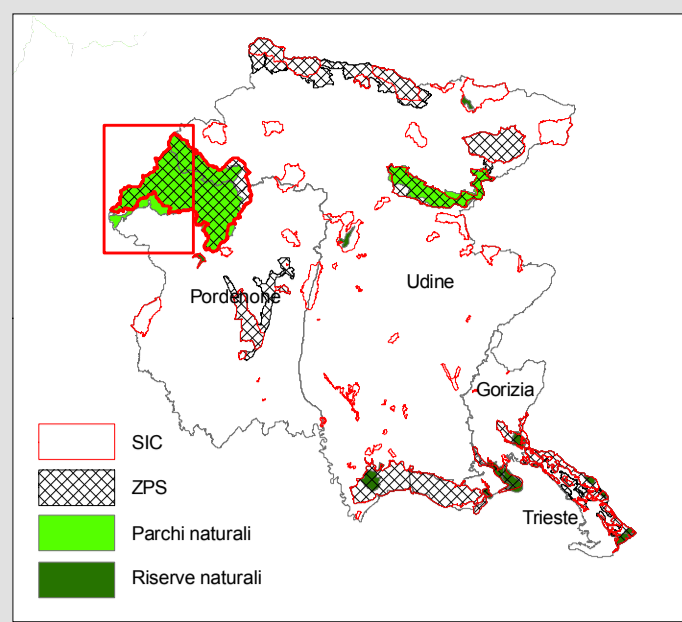 Udine
Pordenone
Gorizia
Trieste
SIC
ZPS
Parchi naturali
Riserve naturali